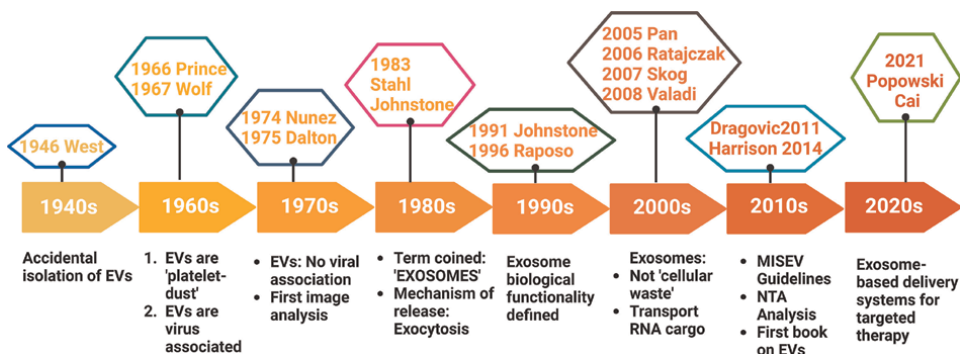 1946 West
1966 Prince
1967 Wolf
1974 Nunez
1975 Dalton
1983
Stahl
Johnstone
1991 Johnstone
1996 Raposo
2005 Pan
2006 Ratajczak
2007 Skog
2008 Valadi
Dragovic2011
Harrison 2014
2021
Popowski
Cai
1940s
1960s
1970s
1980s
1990s
2000s
2010s
2020s
Accidental
isolation of EVs
1. EVs are
'platelet-
dust'
2. EVs are
virus
associated
• EVs: No viral
association
• First image
analysis
• Term coined:
'EXOSOMES'
• Mechanism of
release:
Exocytosis
Exosome
biological
functionality
defined
Exosomes:
• Not 'cellular
waste'
• Transport
RNA cargo
• MISEV
Guidelines
• NTA
Analysis
• First book
on EVs
Exosome-
based delivery
systems for
targeted
therapy